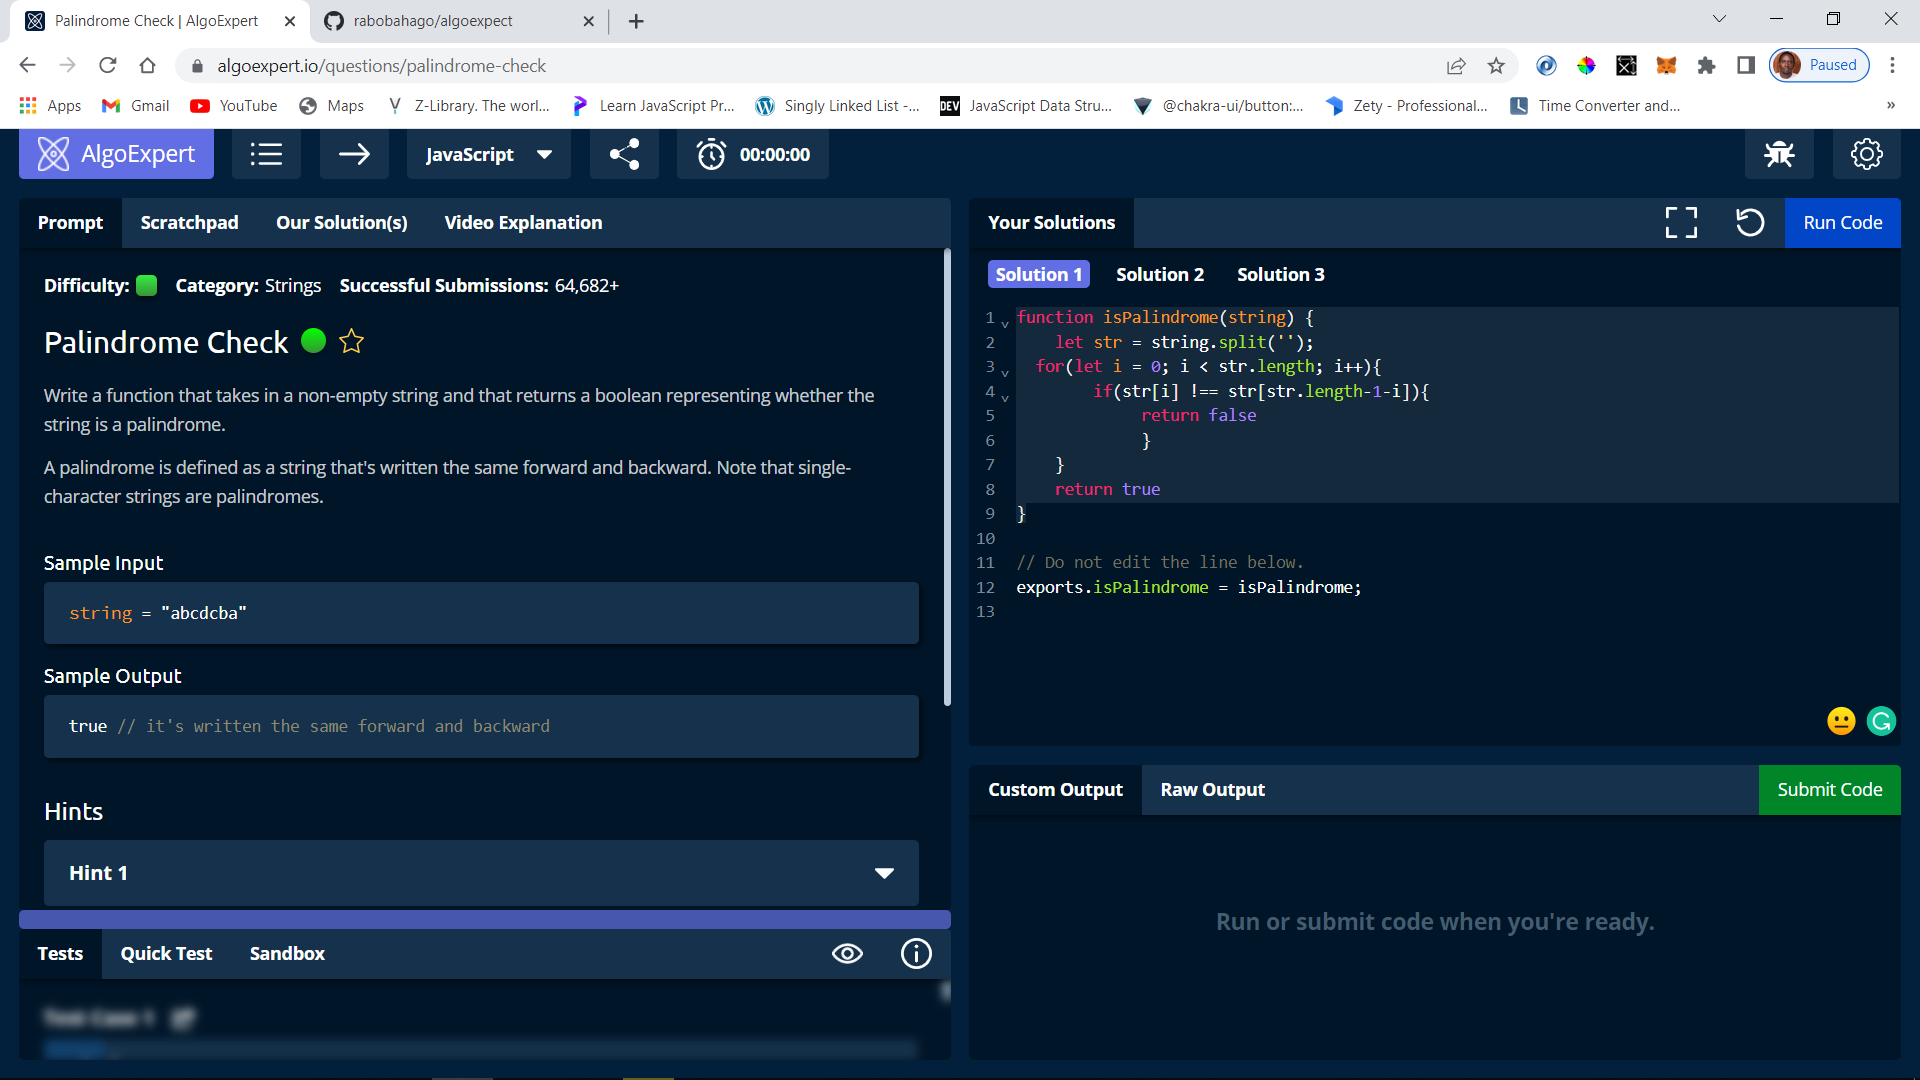 Palindrome Check | AlgoExpert
rabobahago/algoexpect
algoexpert.io/questions/palindrome-check
Paused
Apps
Gmail
YouTube
Maps
Z-Library. The worl...
Learn JavaScript Pr...
Singly Linked List -...
DEV
JavaScript Data Stru...
@chakra-ui/button:...
Zety - Professional...
Time Converter and...
»
AlgoExpert
JavaScript
00:00:00
Prompt
Scratchpad
Our Solution(s)
Video Explanation
Difficulty:
Category: Strings
Successful Submissions: 64,682+
Palindrome Check
Write a function that takes in a non-empty string and that returns a boolean representing whether the
string is a palindrome.
A palindrome is defined as a string that's written the same forward and backward. Note that single-
character strings are palindromes.
Sample Input
string = "abcdcba"
Sample Output
true // it's written the same forward and backward
Hints
Hint 1
Tests
Quick Test
Sandbox
Your Solutions
Run Code
Solution 1
Solution 2
Solution 3
1 function isPalindrome(string) {
2 let str = string.split('');
3 for(let i = 0; i < str.length; i++){
4 if(str[i] !== str[str.length-1-i]){
5 return false
6 }
7 }
8 return true
9 }
10
11 // Do not edit the line below.
12 exports.isPalindrome = isPalindrome;
13
Custom Output
Raw Output
Submit Code
Run or submit code when you're ready.